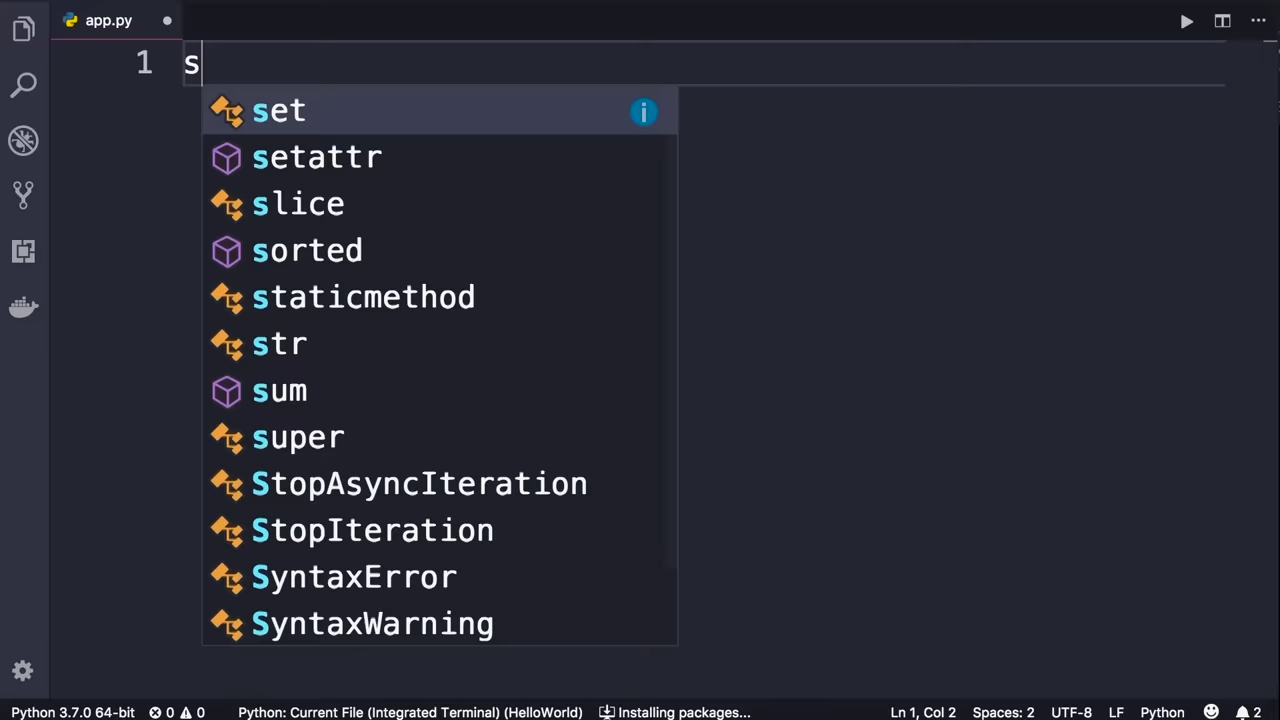 app.py
1 s
set
setattr
slice
sorted
staticmethod
str
sum
super
StopAsyncIteration
StopIteration
SyntaxError
SyntaxWarning
Python 3.7.0 64-bit 0 0 Python: Current File (Integrated Terminal) (HelloWorld) Installing packages... Ln 1, Col 2 Spaces: 2 UTF-8 LF Python 2